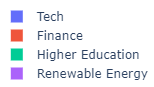 Tech
Finance
Higher Education
Renewable Energy